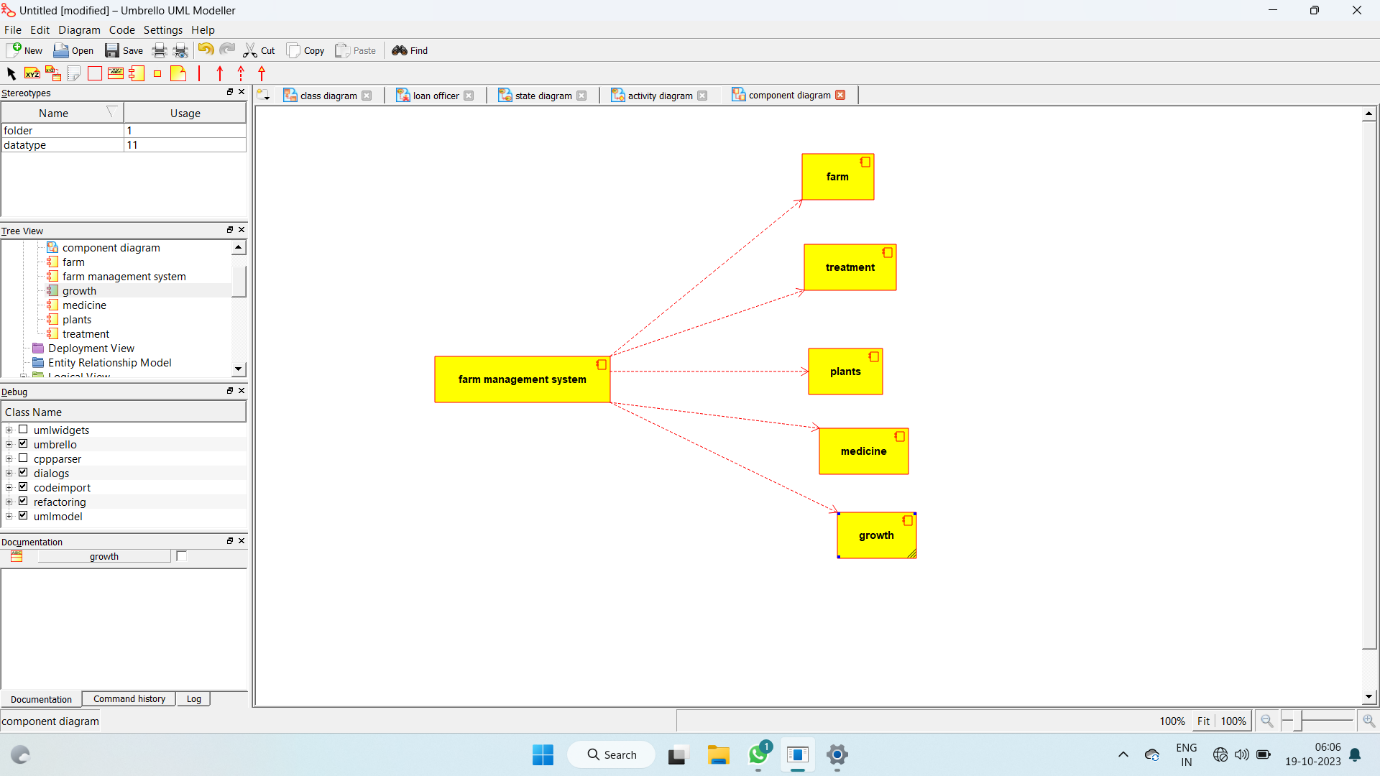 Untitled [modified] – Umbrello UML Modeller
File Edit Diagram Code Settings Help
New Open Save Cut Copy Paste Find
XYZ
Stereotypes
class diagram loan officer state diagram activity diagram component diagram
Name Usage
folder 1
datatype 11
Tree View
component diagram
farm
farm management system
growth
medicine
plants
treatment
Deployment View
Entity Relationship Model
Logical View
Debug
Class Name
umlwidgets
umbrello
cppparser
dialogs
codeimport
refactoring
umlmodel
Documentation
growth
Documentation Command history Log
farm
treatment
plants
farm management system
medicine
growth
component diagram
100% Fit 100%
Search
1
ENG
IN
06:06
19-10-2023